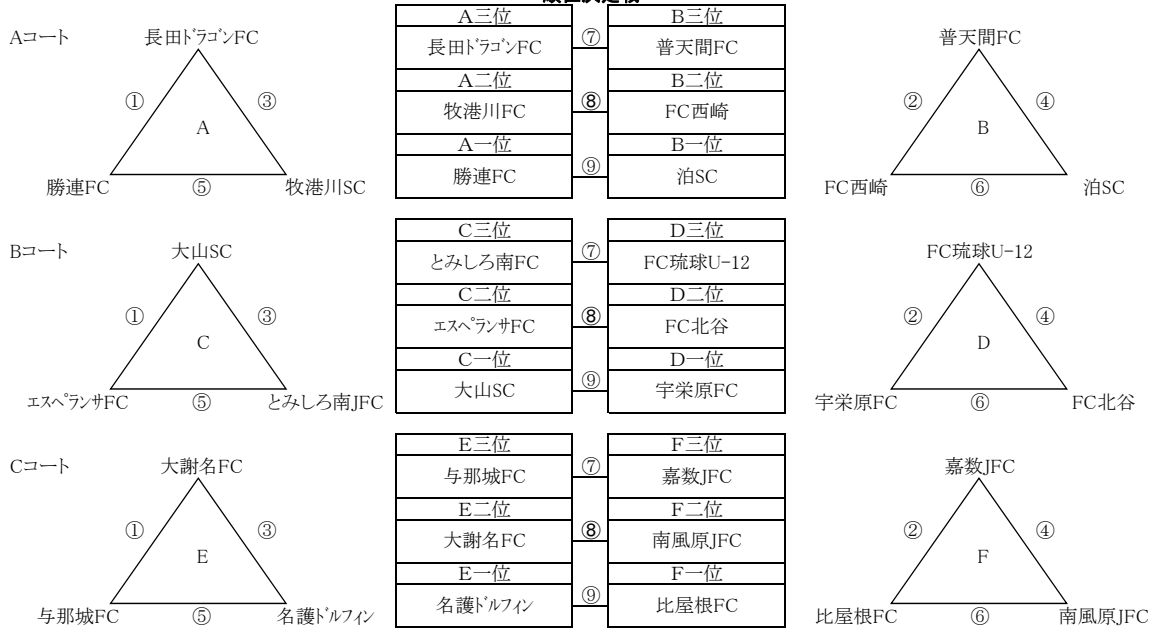 Aコート
長田ドラゴンFC
①
③
A
勝連FC
⑤
牧港川SC
A三位
B三位
長田ドラゴンFC
⑦
普天間FC
A二位
B二位
牧港川FC
⑧
FC西崎
A一位
B一位
勝連FC
⑨
泊SC
普天間FC
②
④
B
FC西崎
⑥
泊SC
Bコート
大山SC
①
③
C
エスペランサFC
⑤
とみしろ南JFC
C三位
D三位
とみしろ南FC
⑦
FC琉球U-12
C二位
D二位
エスペランサFC
⑧
FC北谷
C一位
D一位
大山SC
⑨
宇栄原FC
FC琉球U-12
②
④
D
宇栄原FC
⑥
FC北谷
Cコート
大謝名FC
①
③
E
与那城FC
⑤
名護ドルフィン
E三位
F三位
与那城FC
⑦
嘉数JFC
E二位
F二位
大謝名FC
⑧
南風原JFC
E一位
F一位
名護ドルフィン
⑨
比屋根FC
嘉数JFC
②
④
F
比屋根FC
⑥
南風原JFC